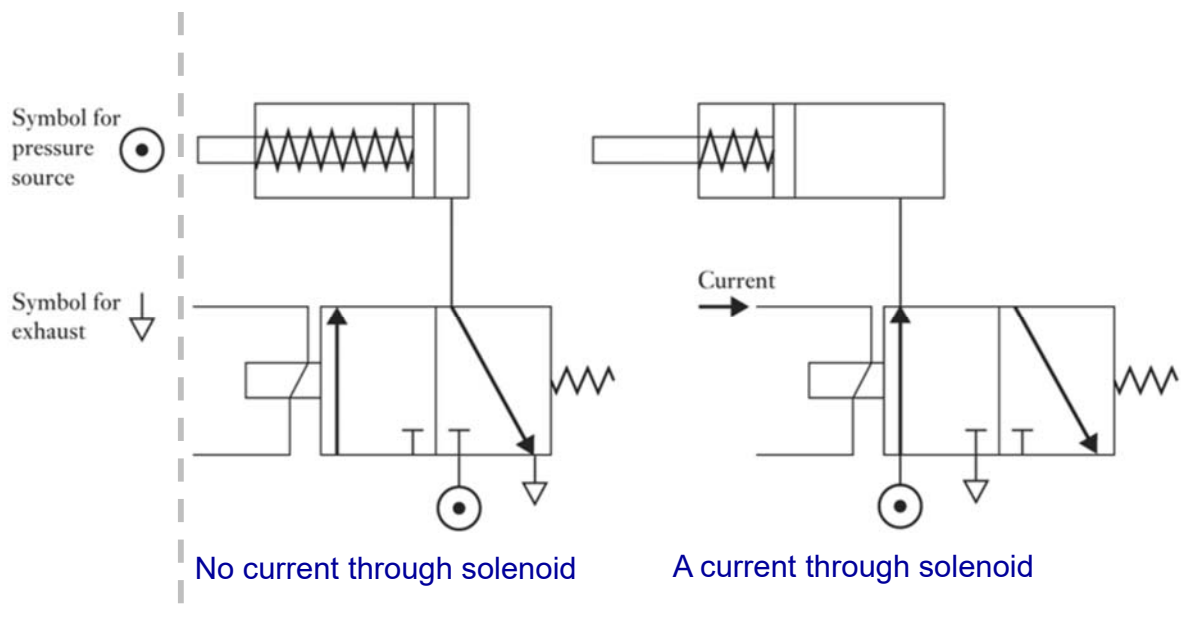 Symbol for
pressure
source
Symbol for
exhaust
Current
No current through solenoid
A current through solenoid